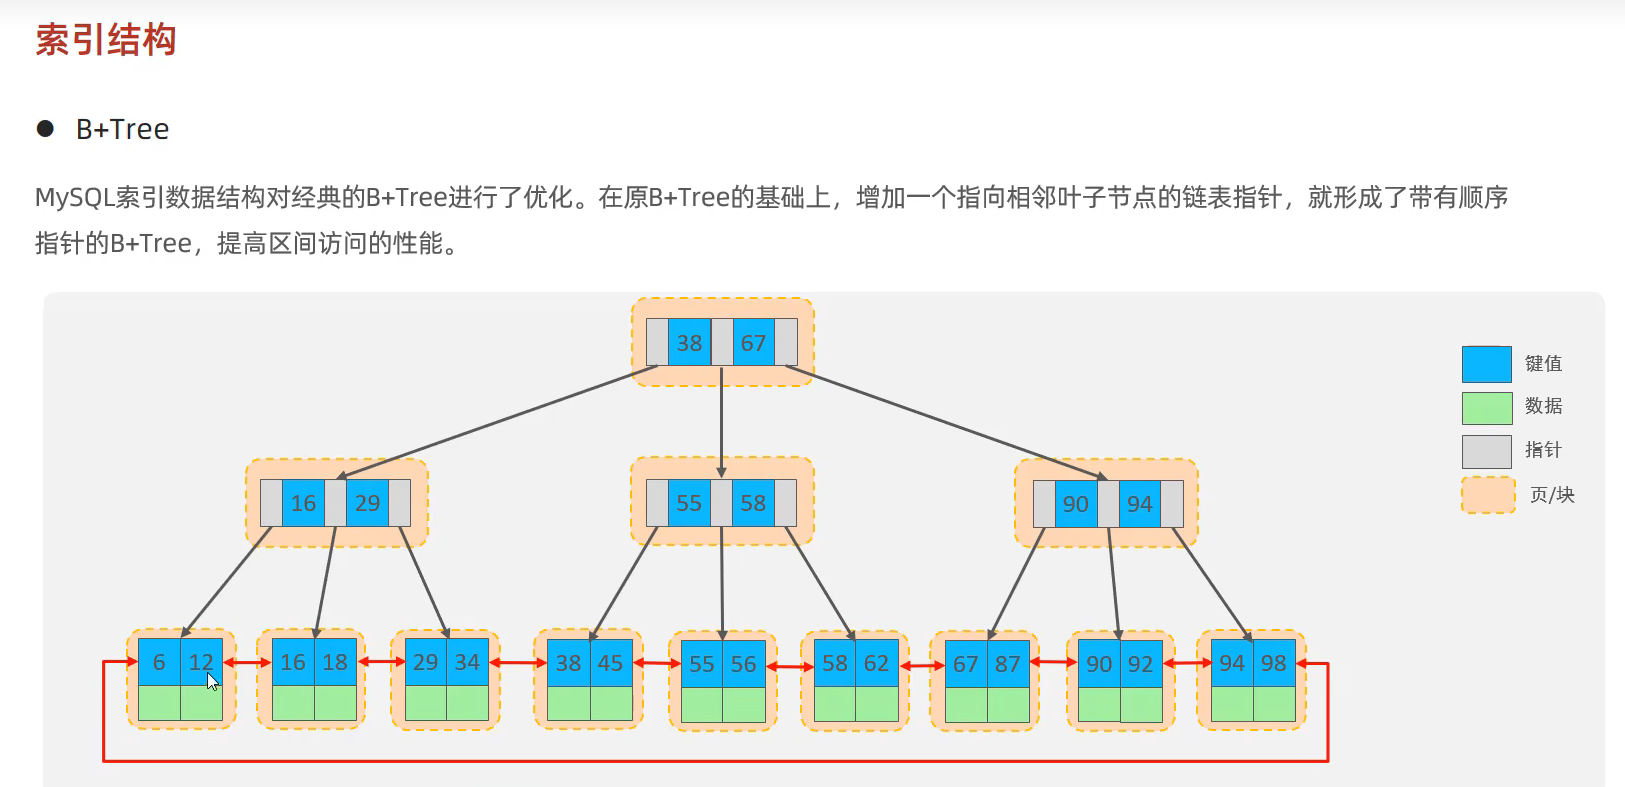 索引结构
● B+Tree
MySQL索引数据结构对经典的B+Tree进行了优化。在原B+Tree的基础上，增加一个指向相邻叶子节点的链表指针，就形成了带有顺序
指针的B+Tree，提高区间访问的性能。
38 67
键值
数据
指针
页/块
16 29 55 58 90 94
6 12 16 18 29 34 38 45 55 56 58 62 67 87 90 92 94 98